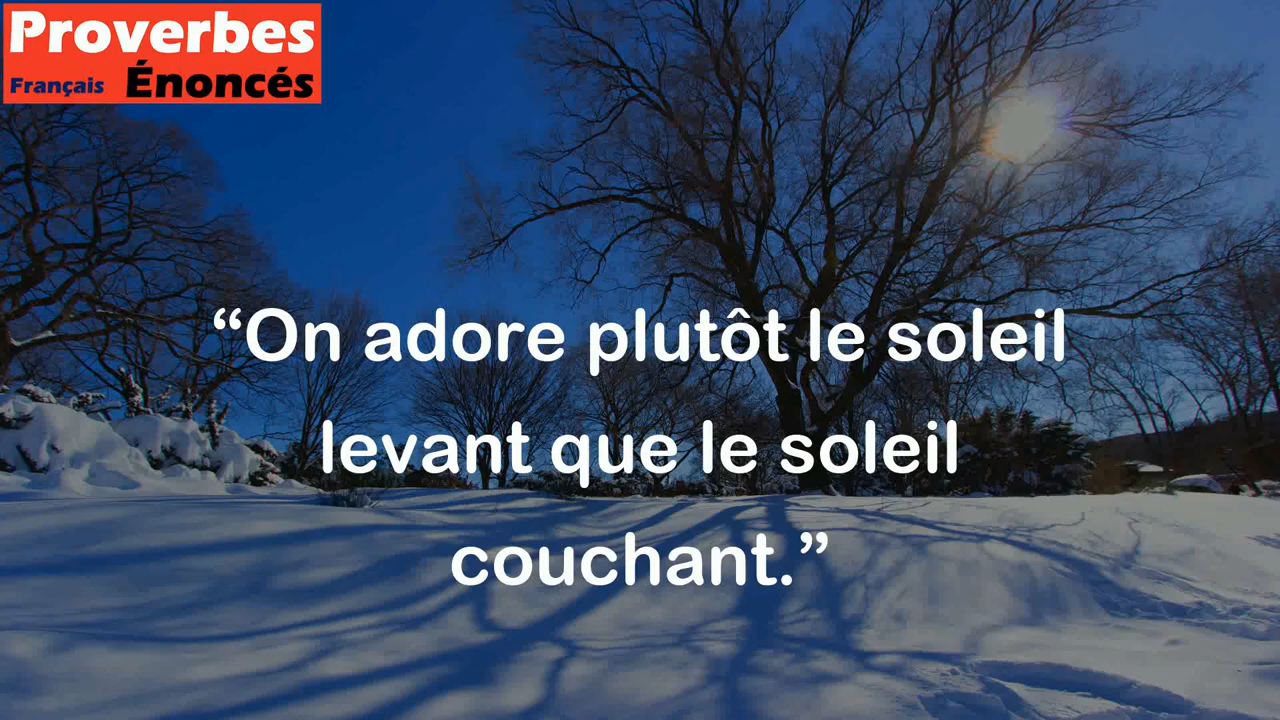 Proverbes
Français Énoncés
“On adore plutôt le soleil
levant que le soleil
couchant.”